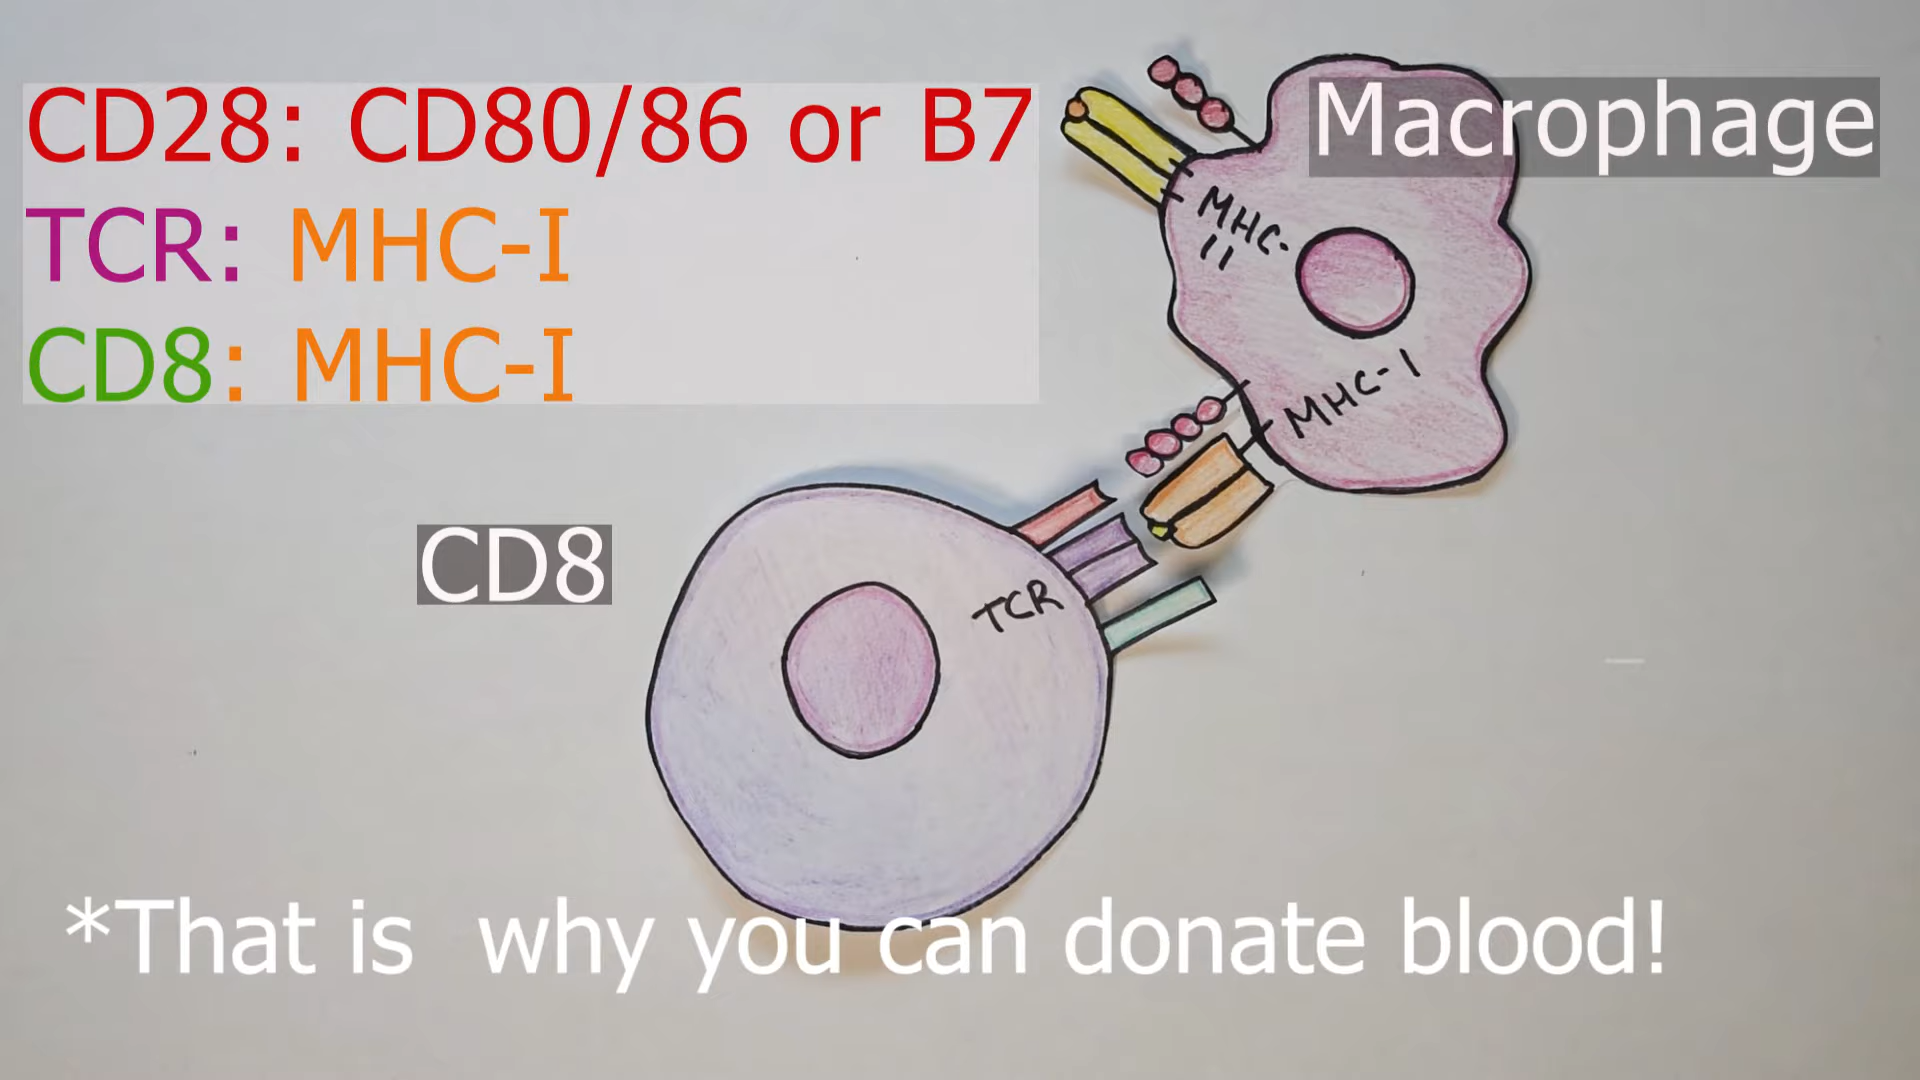 CD28: CD80/86 or B7
TCR: MHC-I
CD8: MHC-I
Macrophage
MHC-
II
MHC-I
CD8
TCR
*That is  why you can donate blood!